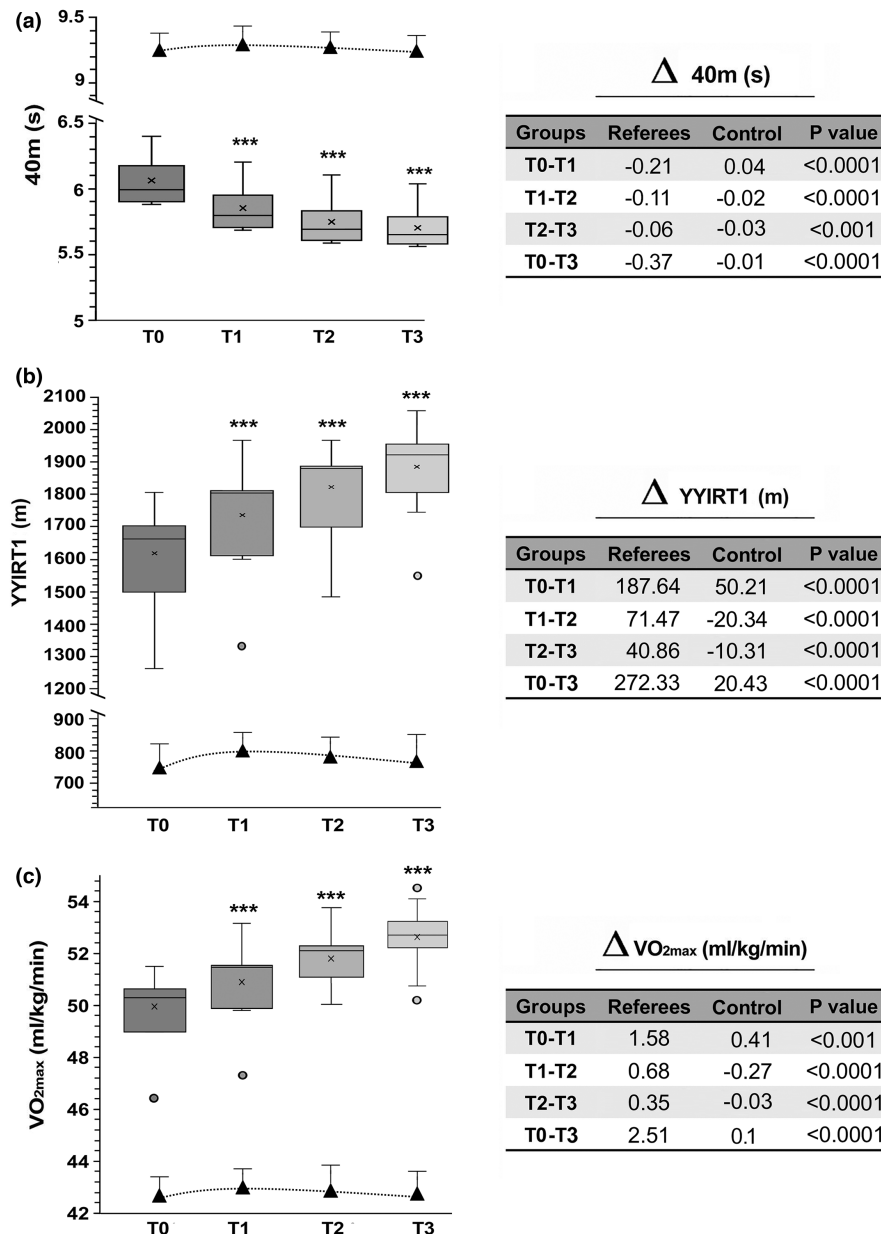 (a)
9.5
9
6.5
6
5.5
5
40m (s)
***
***
***
T0 T1 T2 T3
Δ 40m (s)
Groups Referees Control P value
T0-T1 -0.21 0.04 <0.0001
T1-T2 -0.11 -0.02 <0.0001
T2-T3 -0.06 -0.03 <0.001
T0-T3 -0.37 -0.01 <0.0001
(b)
2100
2000
1900
1800
1700
1600
1500
1400
1300
1200
900
800
700
YYIRT1 (m)
***
***
***
T0 T1 T2 T3
Δ YYIRT1 (m)
Groups Referees Control P value
T0-T1 187.64 50.21 <0.0001
T1-T2 71.47 -20.34 <0.0001
T2-T3 40.86 -10.31 <0.0001
T0-T3 272.33 20.43 <0.0001
(c)
54
52
50
48
46
44
42
VO2max (ml/kg/min)
***
***
***
T0 T1 T2 T3
Δ VO2max (ml/kg/min)
Groups Referees Control P value
T0-T1 1.58 0.41 <0.001
T1-T2 0.68 -0.27 <0.0001
T2-T3 0.35 -0.03 <0.0001
T0-T3 2.51 0.1 <0.0001